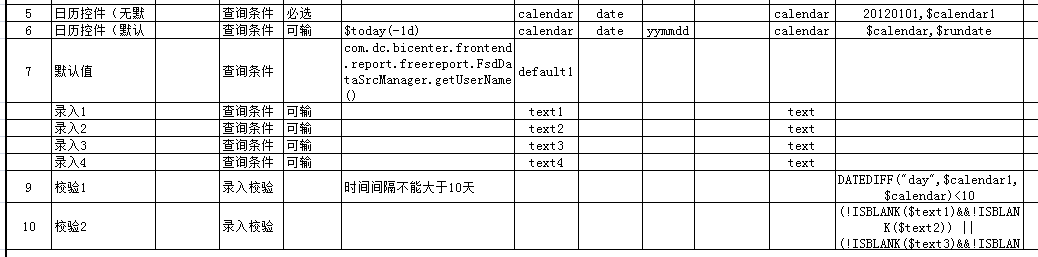 5 日历控件（无默 查询条件 必选 calendar date calendar 20120101,$calendar1
6 日历控件（默认 查询条件 可输 $today(-1d) calendar date yymmdd calendar $calendar,$rundate
7 默认值 查询条件 com.dc.bicenter.frontend
.report.freereport.FsdDa
taSrcManager.getUserName
() default1
录入1 查询条件 可输 text1 text
录入2 查询条件 可输 text2 text
录入3 查询条件 可输 text3 text
录入4 查询条件 可输 text4 text
9 校验1 录入校验 时间间隔不能大于10天 DATEDIFF("day",$calendar1,
$calendar)<10
10 校验2 录入校验 (!ISBLANK($text1)&&!ISBLAN
K($text2)) ||
(!ISBLANK($text3)&&!ISBLAN